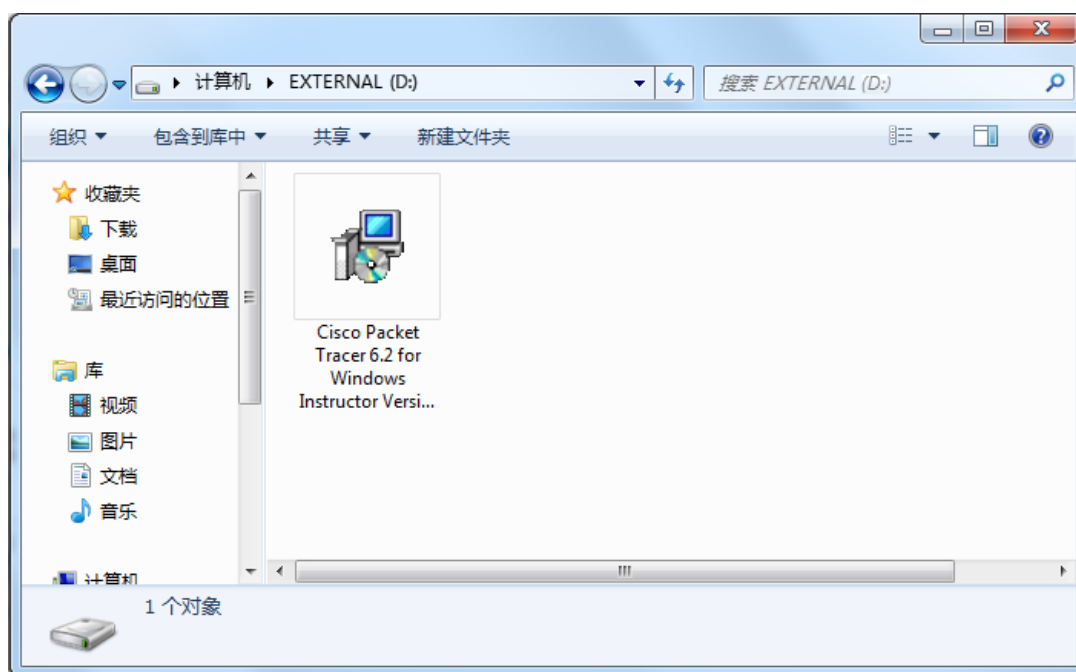 计算机 EXTERNAL (D:)
搜索 EXTERNAL (D:)
组织 包含到库中 共享 新建文件夹
收藏夹
下载
桌面
最近访问的位置
库
视频
图片
文档
音乐
计算机
Cisco Packet
Tracer 6.2 for
Windows
Instructor Versi...
1 个对象